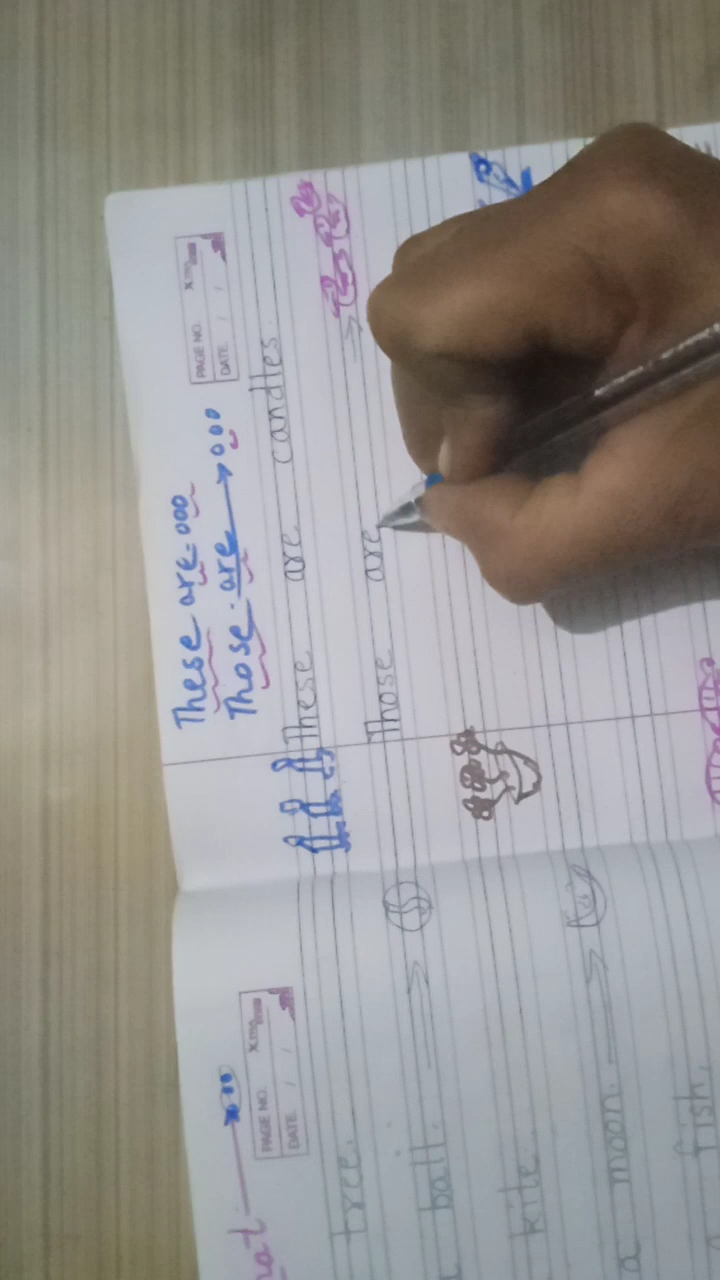 These are
Those are
PAGE NO.
DATE
These are candles.
Those are
PAGE NO.
DATE
tree.
ball.
kite.
a moon.
fish.